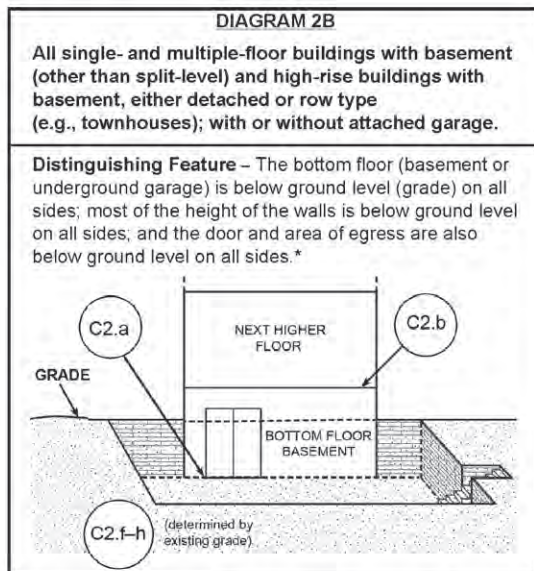 DIAGRAM 2B
All single- and multiple-floor buildings with basement
(other than split-level) and high-rise buildings with
basement, either detached or row type
(e.g., townhouses); with or without attached garage.
Distinguishing Feature – The bottom floor (basement or
underground garage) is below ground level (grade) on all
sides; most of the height of the walls is below ground level
on all sides; and the door and area of egress are also
below ground level on all sides.*
C2.a
NEXT HIGHER
FLOOR
C2.b
GRADE
BOTTOM FLOOR
BASEMENT
C2.f–h
(determined by
existing grade)